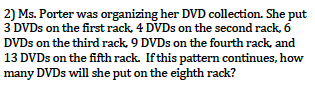 2) Ms. Porter was organizing her DVD collection. She put
3 DVDs on the first rack, 4 DVDs on the second rack, 6
DVDs on the third rack, 9 DVDs on the fourth rack, and
13 DVDs on the fifth rack. If this pattern continues, how
many DVDs will she put on the eighth rack?